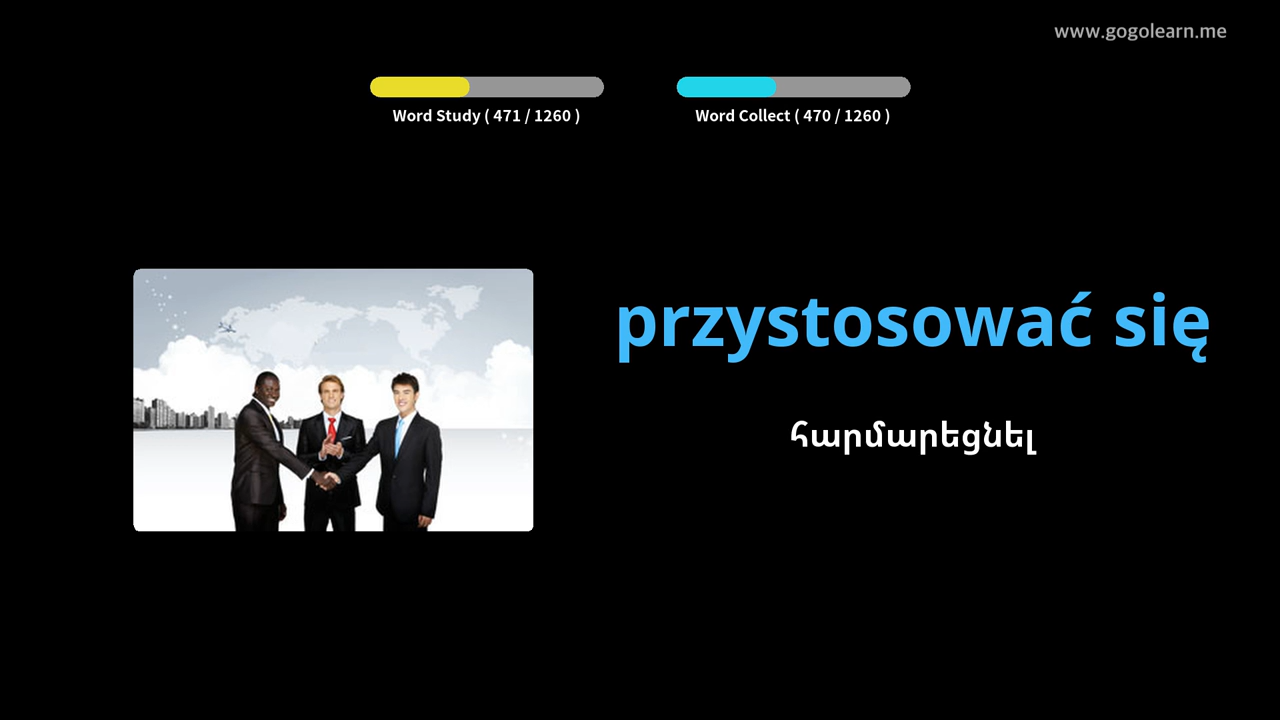 www.gogolearn.me
Word Study ( 471 / 1260 )
Word Collect ( 470 / 1260 )
przystosować się
հարմարեցնել